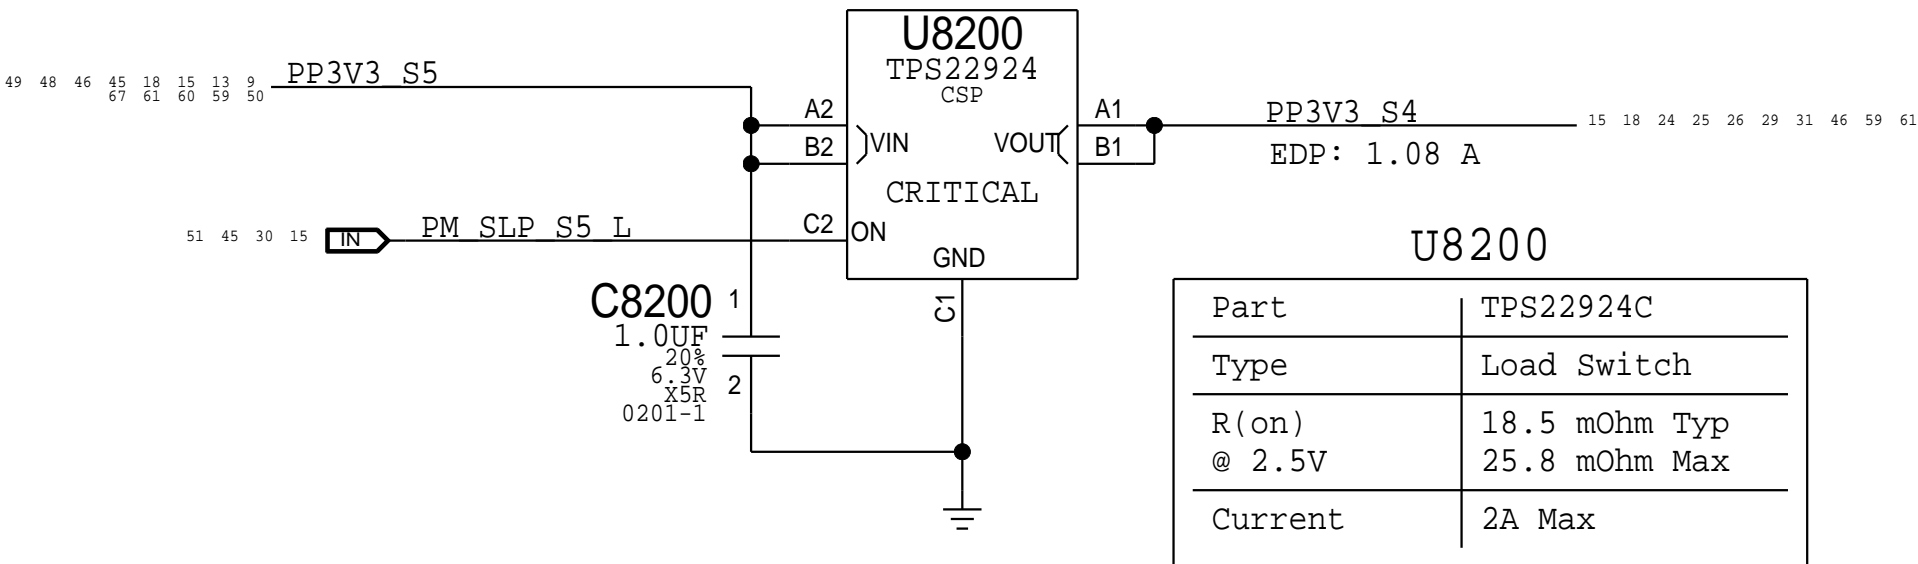 U8200
TPS22924
CSP
49 48 46 45 18 15 13 9
67 61 60 59 50
PP3V3_S5
A2
B2
VIN
VOUT
A1
B1
PP3V3_S4
15 18 24 25 26 29 31 46 59 61
EDP: 1.08 A
CRITICAL
51 45 30 15
IN
PM_SLP_S5_L
C2
ON
GND
C1
C8200
1
1.0UF
20%
6.3V
X5R
0201-1
2
U8200
Part TPS22924C
Type Load Switch
R(on) 18.5 mOhm Typ
@ 2.5V 25.8 mOhm Max
Current 2A Max